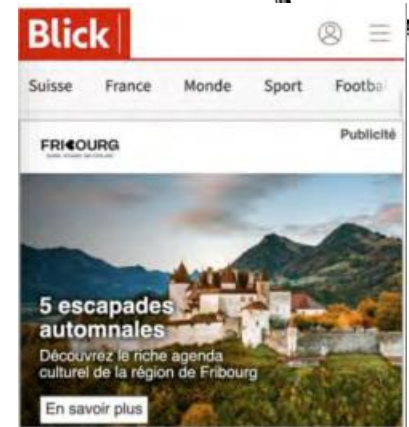 Blick
Suisse France Monde Sport Footbal
Publicité
FRIBOURG
5 escapades
automnales
Découvrez le riche agenda
culturel de la région de Fribourg
En savoir plus